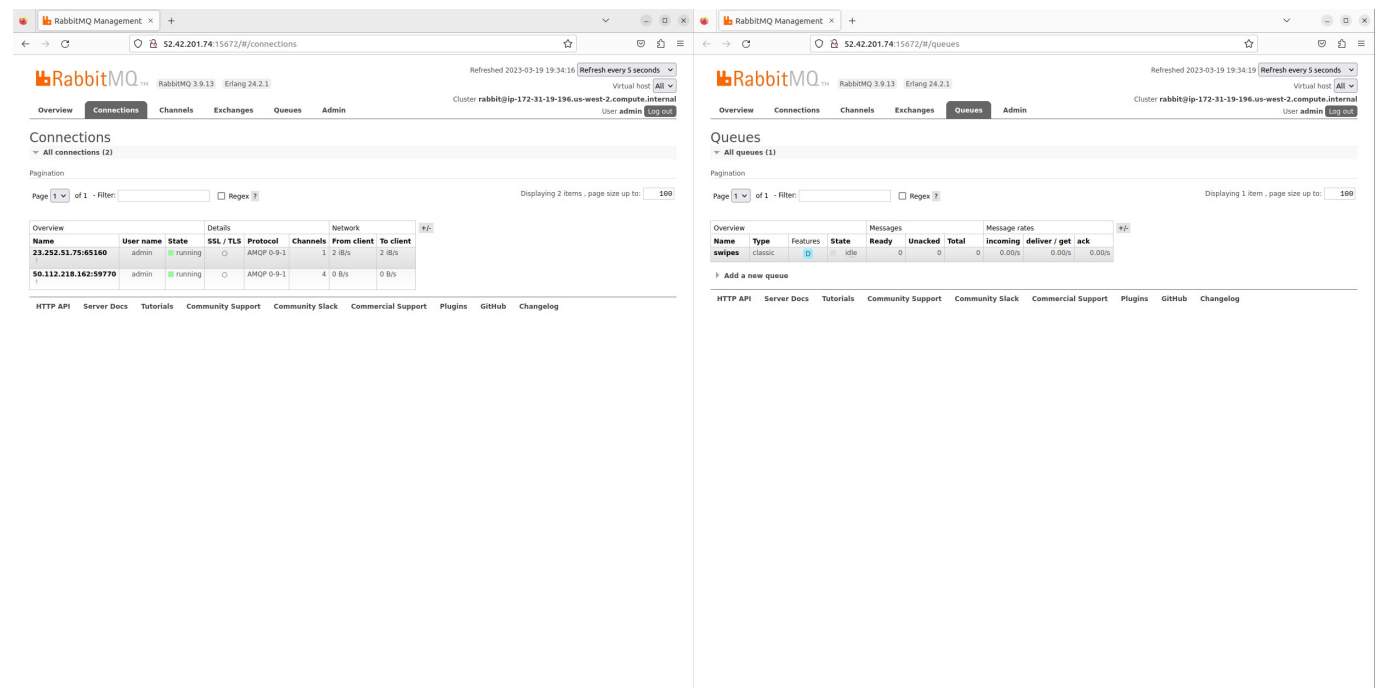 RabbitMQ Management × +
52.42.201.74:15672/#/connections
RabbitMQ TM RabbitMQ 3.9.13 Erlang 24.2.1
Refreshed 2023-03-19 19:34:16 Refresh every 5 seconds
Virtual host All
Cluster rabbit@ip-172-31-19-196.us-west-2.compute.internal
User admin Log out
Overview Connections Channels Exchanges Queues Admin
Connections
All connections (2)
Pagination
Page 1 of 1 - Filter: Regex ? Displaying 2 items , page size up to: 100
Overview Details Network +/-
Name User name State SSL / TLS Protocol Channels From client To client
23.252.51.75:65160 admin running ○ AMQP 0-9-1 1 2 iB/s 2 iB/s
?
50.112.218.162:59770 admin running ○ AMQP 0-9-1 4 0 B/s 0 B/s
?
HTTP API Server Docs Tutorials Community Support Community Slack Commercial Support Plugins GitHub Changelog
RabbitMQ Management × +
52.42.201.74:15672/#/queues
RabbitMQ TM RabbitMQ 3.9.13 Erlang 24.2.1
Refreshed 2023-03-19 19:34:19 Refresh every 5 seconds
Virtual host All
Cluster rabbit@ip-172-31-19-196.us-west-2.compute.internal
User admin Log out
Overview Connections Channels Exchanges Queues Admin
Queues
All queues (1)
Pagination
Page 1 of 1 - Filter: Regex ? Displaying 1 item , page size up to: 100
Overview Messages Message rates +/-
Name Type Features State Ready Unacked Total incoming deliver / get ack
swipes classic D idle 0 0 0 0.00/s 0.00/s 0.00/s
Add a new queue
HTTP API Server Docs Tutorials Community Support Community Slack Commercial Support Plugins GitHub Changelog